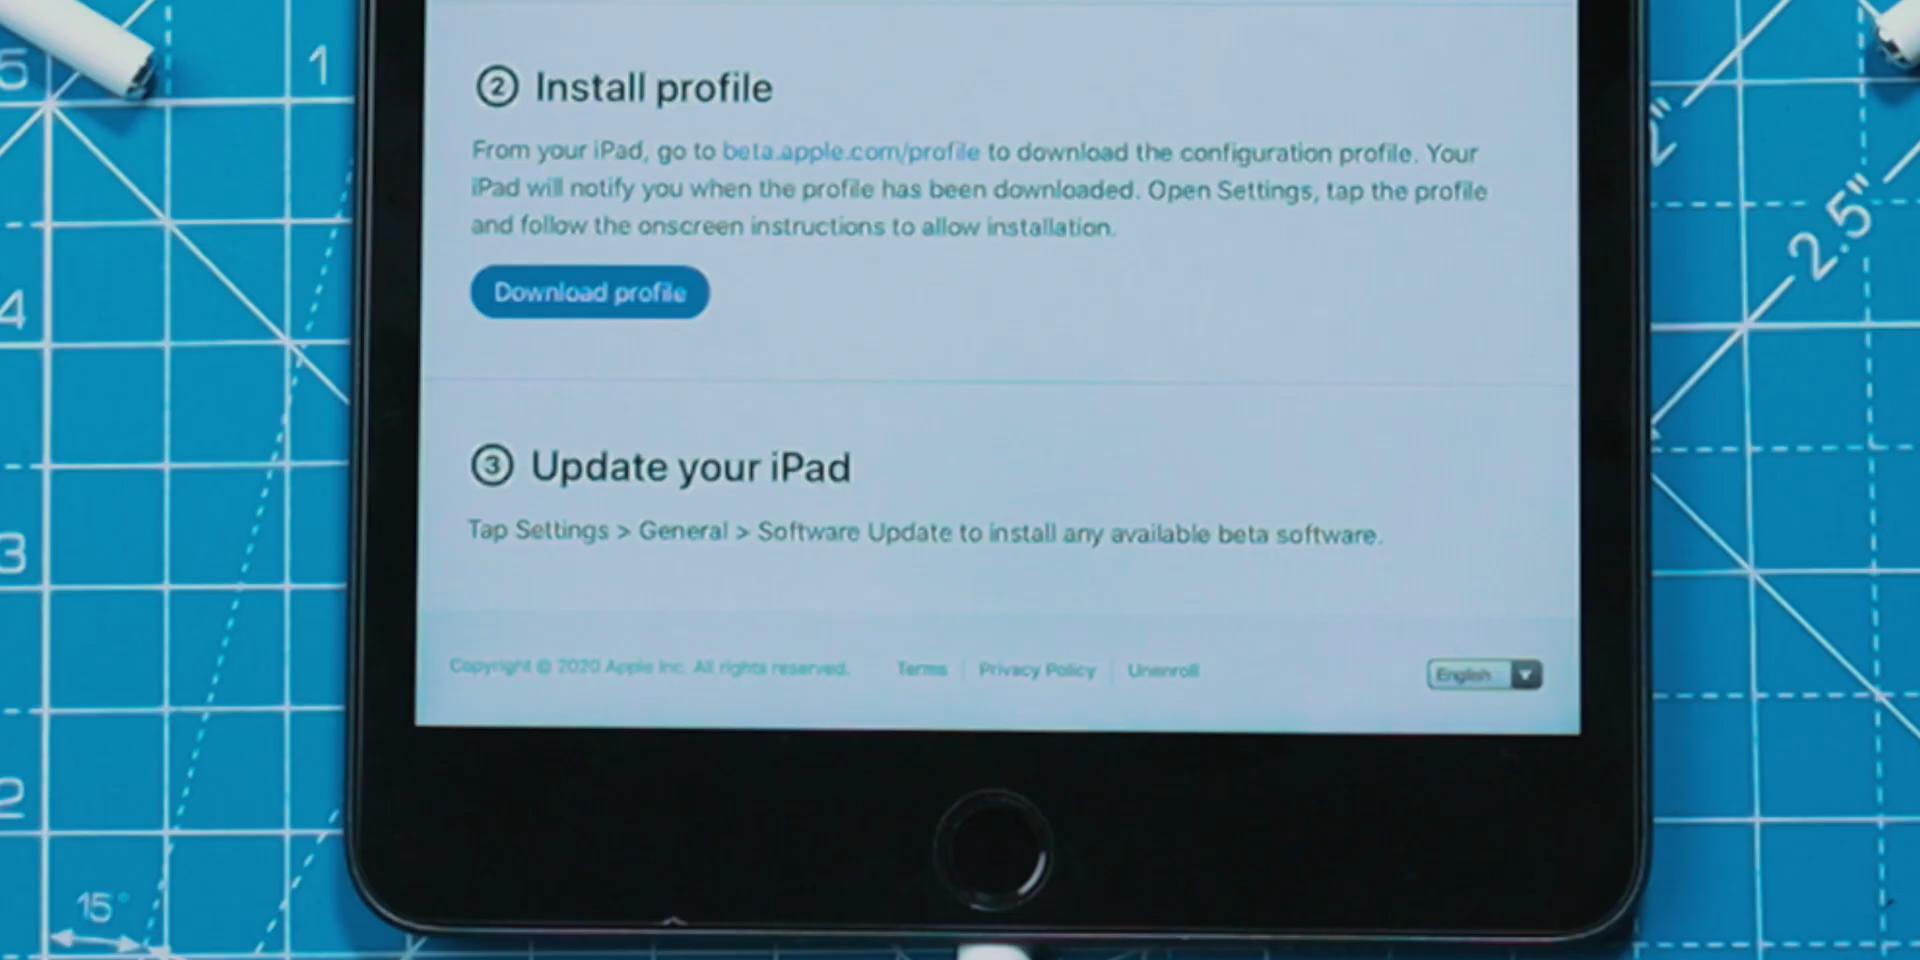 ② Install profile
From your iPad, go to beta.apple.com/profile to download the configuration profile. Your
iPad will notify you when the profile has been downloaded. Open Settings, tap the profile
and follow the onscreen instructions to allow installation.
Download profile
③ Update your iPad
Tap Settings > General > Software Update to install any available beta software.
Copyright © 2020 Apple Inc. All rights reserved. Terms Privacy Policy Unenroll English
5
1
4
3
2
15°
2"
2.5"